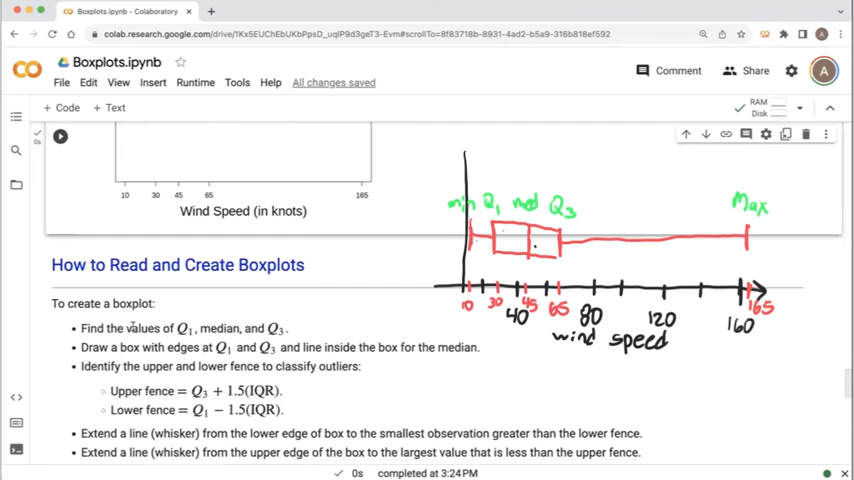 Boxplots.ipynb - Colaboratory
colab.research.google.com/drive/1Kx5EUChEbUKbPpsD_uqlP9d3geT3-Evm#scrollTo=8f83718b-8931-4ad2-b5a9-316b818ef592
A
Boxplots.ipynb
File Edit View Insert Runtime Tools Help All changes saved
Comment Share A
+ Code + Text
RAM
Disk
0s
10 30 45 65 165
Wind Speed (in knots)
min Q1 med Q3 Max
10 30 40 45 65 80 120 160 165
wind speed
How to Read and Create Boxplots
To create a boxplot:
• Find the values of Q1, median, and Q3.
• Draw a box with edges at Q1 and Q3 and line inside the box for the median.
• Identify the upper and lower fence to classify outliers:
◦ Upper fence = Q3 + 1.5(IQR).
◦ Lower fence = Q1 − 1.5(IQR).
• Extend a line (whisker) from the lower edge of box to the smallest observation greater than the lower fence.
• Extend a line (whisker) from the upper edge of the box to the largest value that is less than the upper fence.
0s completed at 3:24 PM